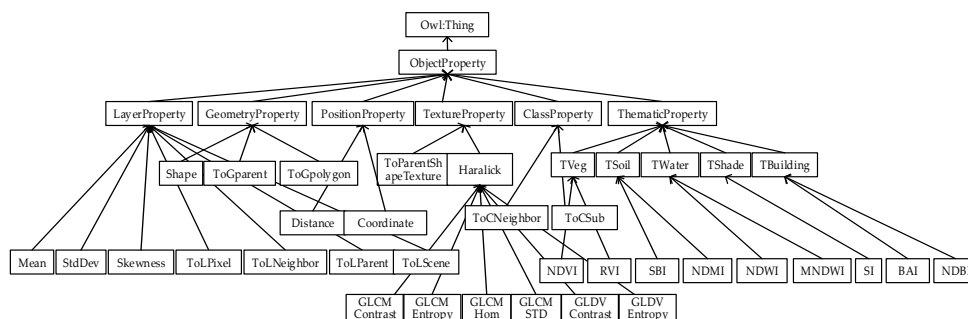 Owl:Thing
ObjectProperty
LayerProperty
GeometryProperty
PositionProperty
TextureProperty
ClassProperty
ThematicProperty
Shape
ToGparent
ToGpolygon
ToParentSh
apeTexture
Haralick
TVeg
TSoil
TWater
TShade
TBuilding
Distance
Coordinate
ToCNeighbor
ToCSub
Mean
StdDev
Skewness
ToLPixel
ToLNeighbor
ToLParent
ToLScene
NDVI
RVI
SBI
NDMI
NDWI
MNDWI
SI
BAI
GLCM
Contrast
GLCM
Entropy
GLCM
Hom
GLCM
STD
GLDV
Contrast
GLDV
Entropy